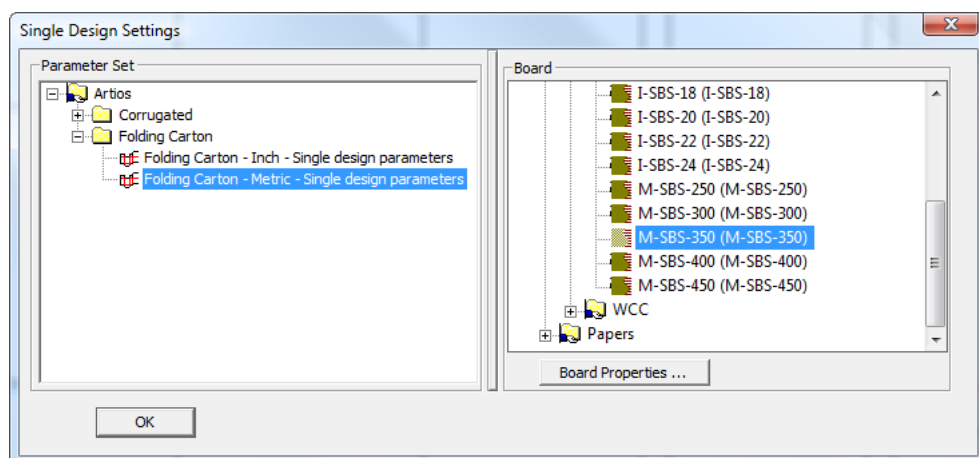 Single Design Settings
Parameter Set
Artios
Corrugated
Folding Carton
Folding Carton - Inch - Single design parameters
Folding Carton - Metric - Single design parameters
OK
Board
I-SBS-18 (I-SBS-18)
I-SBS-20 (I-SBS-20)
I-SBS-22 (I-SBS-22)
I-SBS-24 (I-SBS-24)
M-SBS-250 (M-SBS-250)
M-SBS-300 (M-SBS-300)
M-SBS-350 (M-SBS-350)
M-SBS-400 (M-SBS-400)
M-SBS-450 (M-SBS-450)
WCC
Papers
Board Properties ...